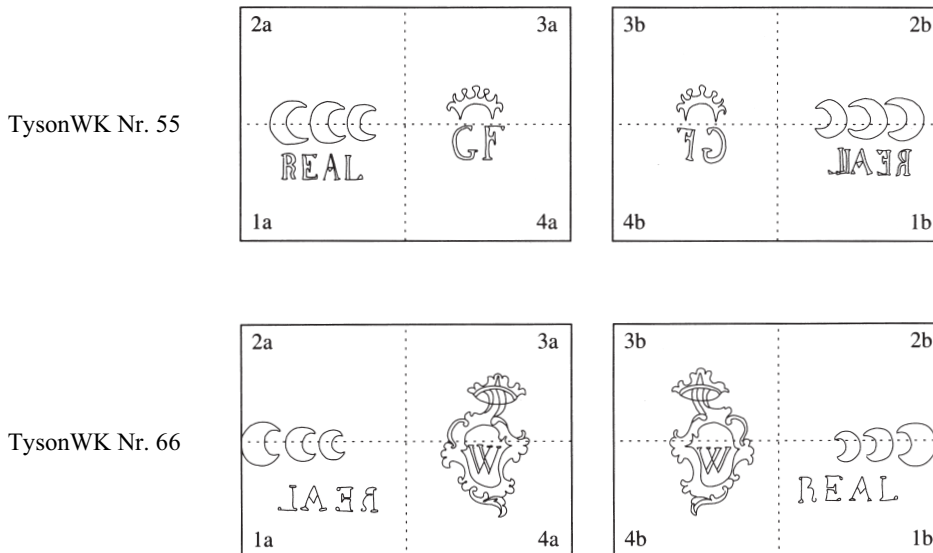 2a 3a 3b 2b
TysonWK Nr. 55
GF GF
REAL REAL
1a 4a 4b 1b
2a 3a 3b 2b
TysonWK Nr. 66
W W
REAL REAL
1a 4a 4b 1b